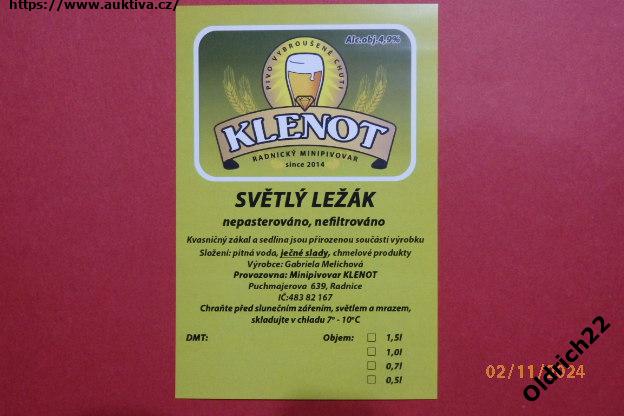 https://www.auktiva.cz/
Alc.obj.4,9%
PIVO VYBROUŠENÉ CHUTI
KLENOT
RADNICKÝ MINIPIVOVAR
since 2014
SVĚTLÝ LEŽÁK
nepasterováno, nefiltrováno
Kvasničný zákal a sedlina jsou přirozenou součástí výrobku
Složení: pitná voda, ječné slady, chmelové produkty
Výrobce: Gabriela Melichová
Provozovna: Minipivovar KLENOT
Puchmajerova 639, Radnice
IČ:483 82 167
Chraňte před slunečním zářením, světlem a mrazem,
skladujte v chladu 7° - 10°C
DMT: Objem: 1,5l
1,0l
0,7l
0,5l
02/11/2024
Oldrich22